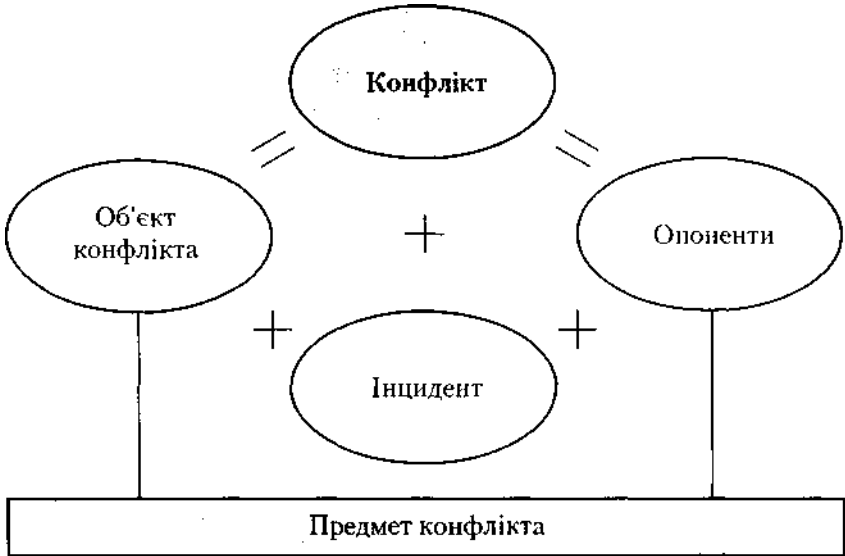 Конфлікт
Об'єкт
конфлікта
Опоненти
Інцидент
Предмет конфлікта